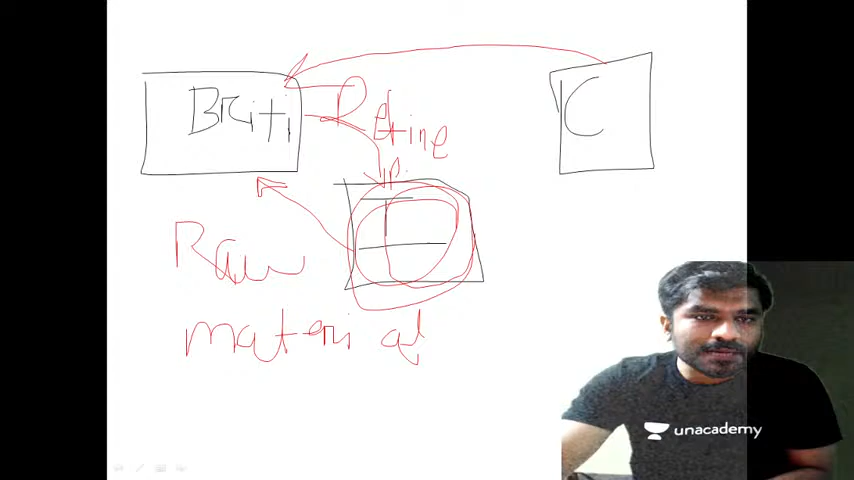 Briti
C
Refine
P.
I
Raw
material
unacademy